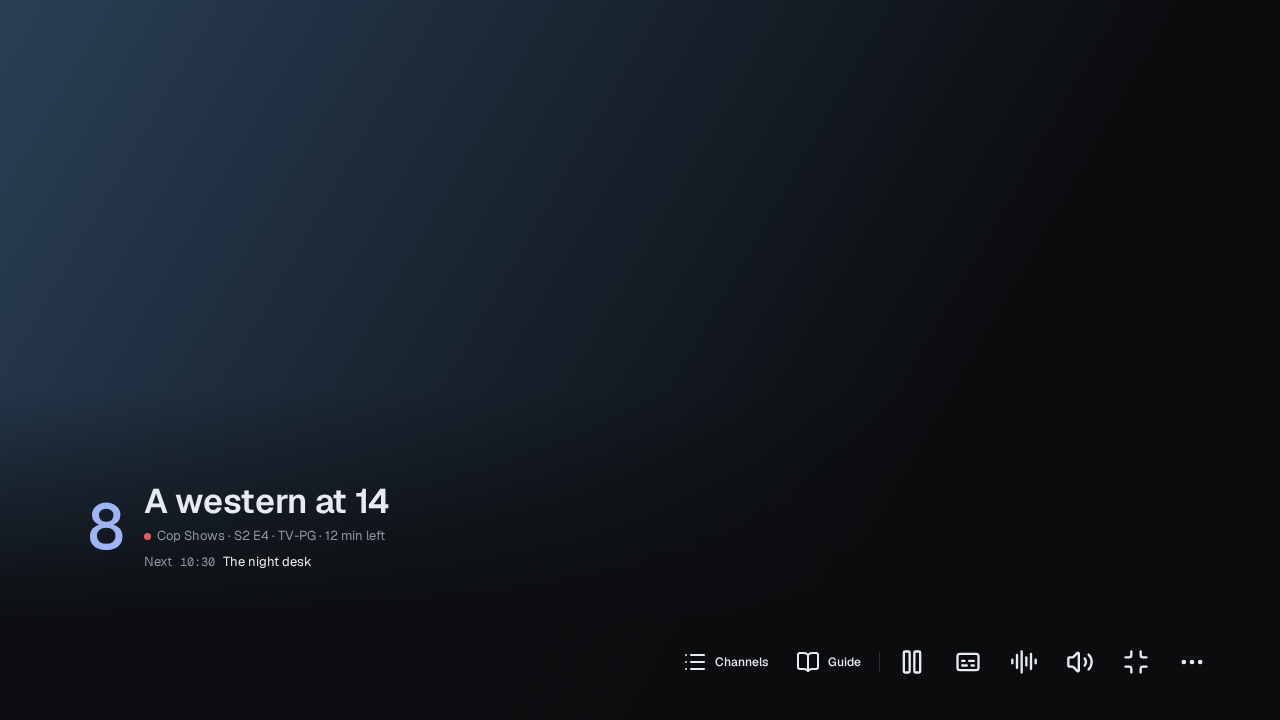 8
A western at 14
Cop Shows · S2 E4 · TV-PG · 12 min left
Next 10:30 The night desk
Channels Guide